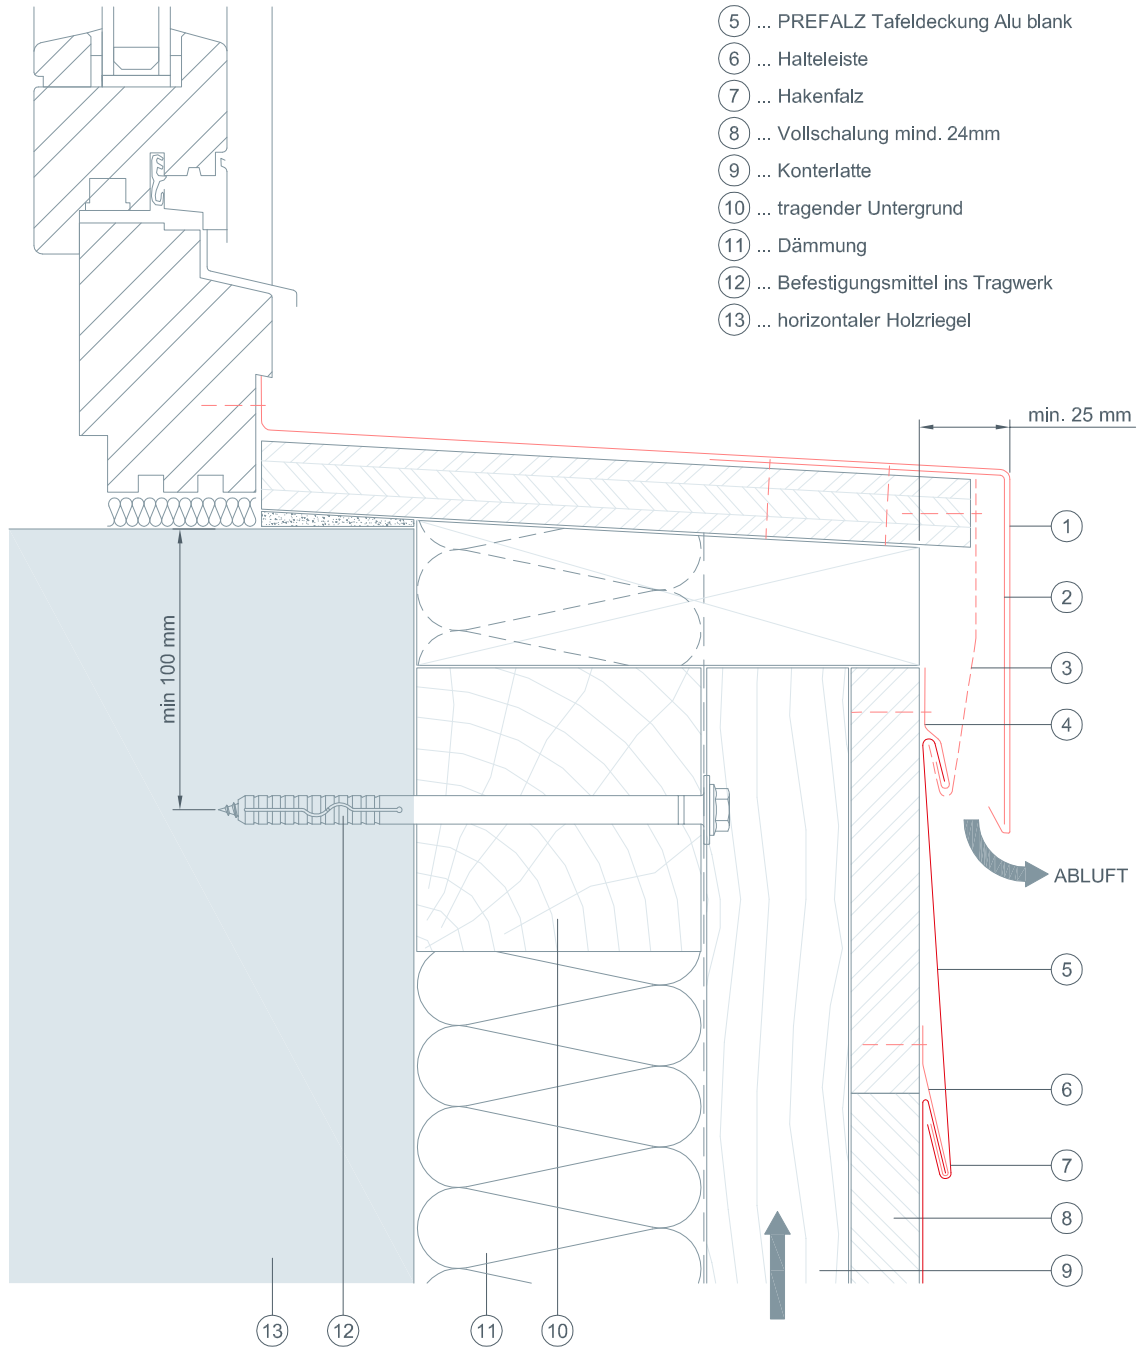 5 ... PREFALZ Tafeldeckung Alu blank
6 ... Halteleiste
7 ... Hakenfalz
8 ... Vollschalung mind. 24mm
9 ... Konterlatte
10 ... tragender Untergrund
11 ... Dämmung
12 ... Befestigungsmittel ins Tragwerk
13 ... horizontaler Holzriegel
min. 25 mm
1
2
min 100 mm
3
4
ABLUFT
5
6
7
8
9
13
12
11
10